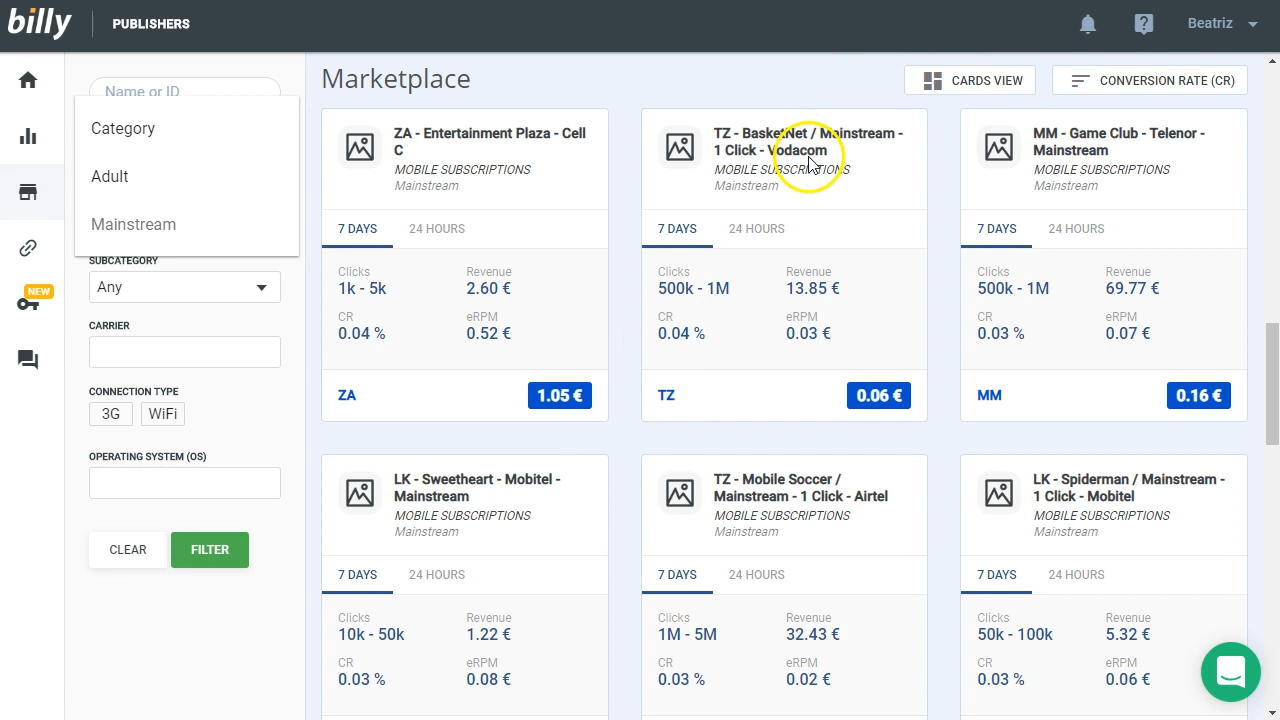 billy
PUBLISHERS
Beatriz
Name or ID
Category
Adult
Mainstream
NEW
SUBCATEGORY
Any
CARRIER
CONNECTION TYPE
3G WiFi
OPERATING SYSTEM (OS)
CLEAR FILTER
Marketplace
CARDS VIEW
CONVERSION RATE (CR)
ZA - Entertainment Plaza - Cell
C
MOBILE SUBSCRIPTIONS
Mainstream
7 DAYS 24 HOURS
Clicks Revenue
1k - 5k 2.60 €
CR eRPM
0.04 % 0.52 €
ZA 1.05 €
TZ - BasketNet / Mainstream -
1 Click - Vodacom
MOBILE SUBSCRIPTIONS
Mainstream
7 DAYS 24 HOURS
Clicks Revenue
500k - 1M 13.85 €
CR eRPM
0.04 % 0.03 €
TZ 0.06 €
MM - Game Club - Telenor -
Mainstream
MOBILE SUBSCRIPTIONS
Mainstream
7 DAYS 24 HOURS
Clicks Revenue
500k - 1M 69.77 €
CR eRPM
0.03 % 0.07 €
MM 0.16 €
LK - Sweetheart - Mobitel -
Mainstream
MOBILE SUBSCRIPTIONS
Mainstream
7 DAYS 24 HOURS
Clicks Revenue
10k - 50k 1.22 €
CR eRPM
0.03 % 0.08 €
TZ - Mobile Soccer /
Mainstream - 1 Click - Airtel
MOBILE SUBSCRIPTIONS
Mainstream
7 DAYS 24 HOURS
Clicks Revenue
1M - 5M 32.43 €
CR eRPM
0.03 % 0.02 €
LK - Spiderman / Mainstream -
1 Click - Mobitel
MOBILE SUBSCRIPTIONS
Mainstream
7 DAYS 24 HOURS
Clicks Revenue
50k - 100k 5.32 €
CR eRPM
0.03 % 0.06 €